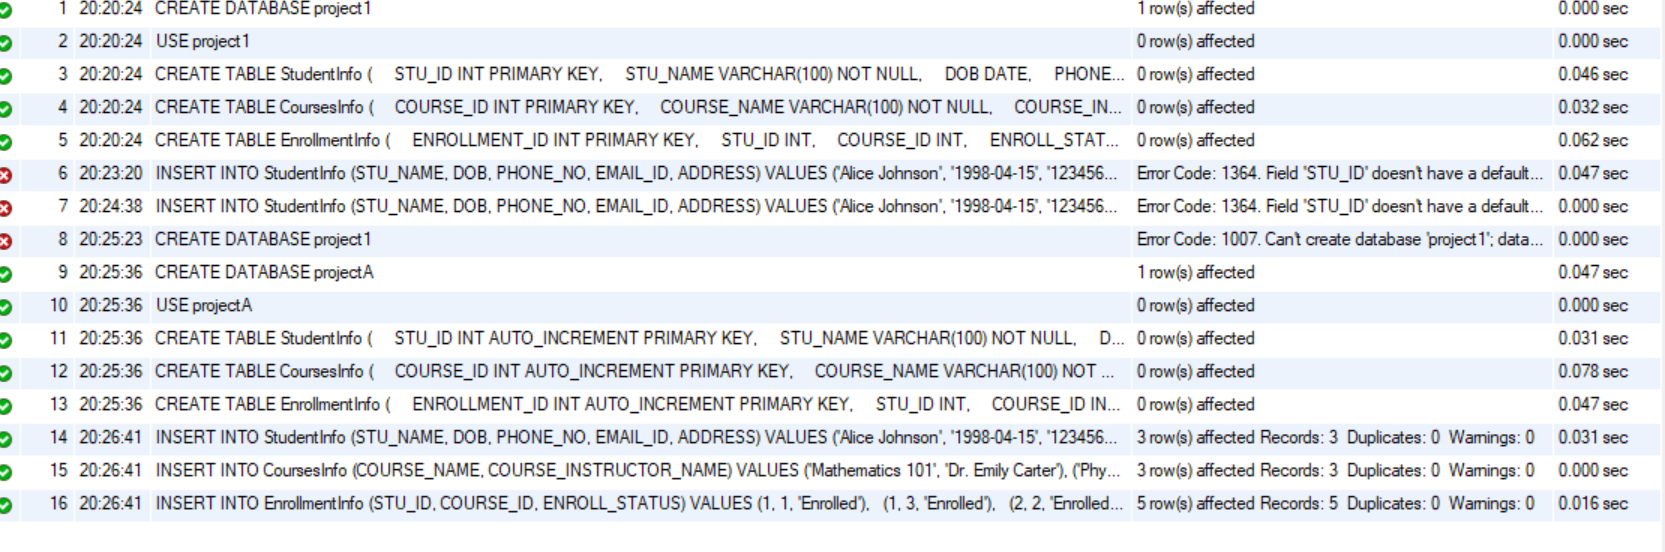 1 20:20:24 CREATE DATABASE project1 1 row(s) affected 0.000 sec
2 20:20:24 USE project1 0 row(s) affected 0.000 sec
3 20:20:24 CREATE TABLE StudentInfo ( STU_ID INT PRIMARY KEY, STU_NAME VARCHAR(100) NOT NULL, DOB DATE, PHONE... 0 row(s) affected 0.046 sec
4 20:20:24 CREATE TABLE CoursesInfo ( COURSE_ID INT PRIMARY KEY, COURSE_NAME VARCHAR(100) NOT NULL, COURSE_IN... 0 row(s) affected 0.032 sec
5 20:20:24 CREATE TABLE EnrollmentInfo ( ENROLLMENT_ID INT PRIMARY KEY, STU_ID INT, COURSE_ID INT, ENROLL_STAT... 0 row(s) affected 0.062 sec
6 20:23:20 INSERT INTO StudentInfo (STU_NAME, DOB, PHONE_NO, EMAIL_ID, ADDRESS) VALUES ('Alice Johnson', '1998-04-15', '123456... Error Code: 1364. Field 'STU_ID' doesn't have a default... 0.047 sec
7 20:24:38 INSERT INTO StudentInfo (STU_NAME, DOB, PHONE_NO, EMAIL_ID, ADDRESS) VALUES ('Alice Johnson', '1998-04-15', '123456... Error Code: 1364. Field 'STU_ID' doesn't have a default... 0.000 sec
8 20:25:23 CREATE DATABASE project1 Error Code: 1007. Can't create database 'project1'; data... 0.000 sec
9 20:25:36 CREATE DATABASE projectA 1 row(s) affected 0.047 sec
10 20:25:36 USE projectA 0 row(s) affected 0.000 sec
11 20:25:36 CREATE TABLE StudentInfo ( STU_ID INT AUTO_INCREMENT PRIMARY KEY, STU_NAME VARCHAR(100) NOT NULL, D... 0 row(s) affected 0.031 sec
12 20:25:36 CREATE TABLE CoursesInfo ( COURSE_ID INT AUTO_INCREMENT PRIMARY KEY, COURSE_NAME VARCHAR(100) NOT ... 0 row(s) affected 0.078 sec
13 20:25:36 CREATE TABLE EnrollmentInfo ( ENROLLMENT_ID INT AUTO_INCREMENT PRIMARY KEY, STU_ID INT, COURSE_ID IN... 0 row(s) affected 0.047 sec
14 20:26:41 INSERT INTO StudentInfo (STU_NAME, DOB, PHONE_NO, EMAIL_ID, ADDRESS) VALUES ('Alice Johnson', '1998-04-15', '123456... 3 row(s) affected Records: 3 Duplicates: 0 Warnings: 0 0.031 sec
15 20:26:41 INSERT INTO CoursesInfo (COURSE_NAME, COURSE_INSTRUCTOR_NAME) VALUES ('Mathematics 101', 'Dr. Emily Carter'), ('Phy... 3 row(s) affected Records: 3 Duplicates: 0 Warnings: 0 0.000 sec
16 20:26:41 INSERT INTO EnrollmentInfo (STU_ID, COURSE_ID, ENROLL_STATUS) VALUES (1, 1, 'Enrolled'), (1, 3, 'Enrolled'), (2, 2, 'Enrolled... 5 row(s) affected Records: 5 Duplicates: 0 Warnings: 0 0.016 sec